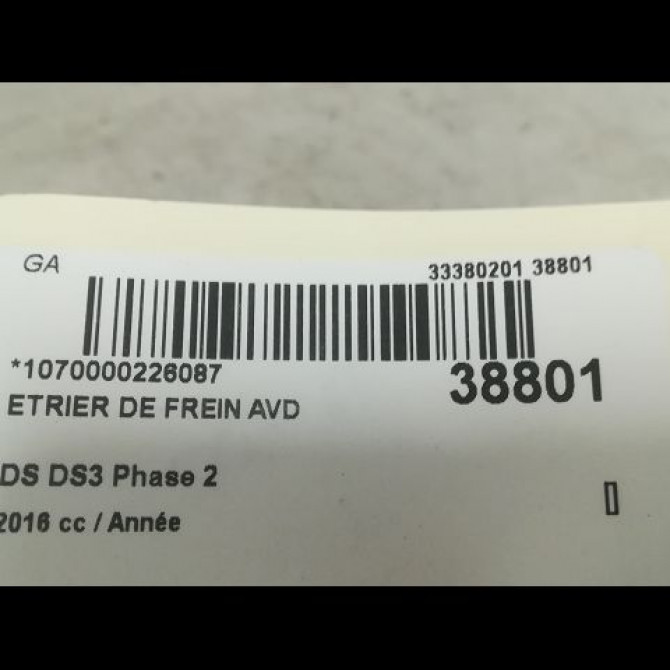 GA
33380201 38801
*1070000226087
38801
ETRIER DE FREIN AVD
DS DS3 Phase 2
2016 cc / Année